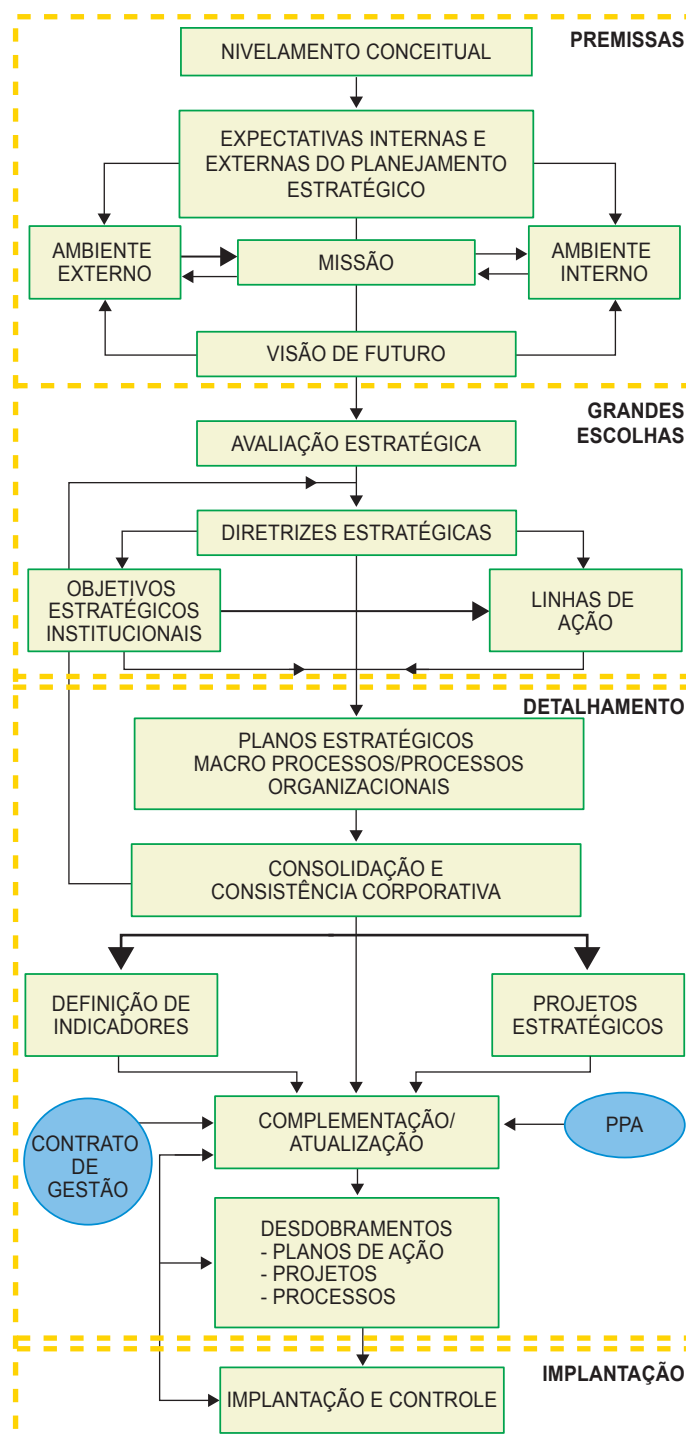 PREMISSAS
NIVELAMENTO CONCEITUAL
EXPECTATIVAS INTERNAS E
EXTERNAS DO PLANEJAMENTO
ESTRATÉGICO
AMBIENTE
EXTERNO
MISSÃO
AMBIENTE
INTERNO
VISÃO DE FUTURO
GRANDES
ESCOLHAS
AVALIAÇÃO ESTRATÉGICA
DIRETRIZES ESTRATÉGICAS
OBJETIVOS
ESTRATÉGICOS
INSTITUCIONAIS
LINHAS DE
AÇÃO
DETALHAMENTO
PLANOS ESTRATÉGICOS
MACRO PROCESSOS/PROCESSOS
ORGANIZACIONAIS
CONSOLIDAÇÃO E
CONSISTÊNCIA CORPORATIVA
DEFINIÇÃO DE
INDICADORES
PROJETOS
ESTRATÉGICOS
CONTRATO
DE
GESTÃO
COMPLEMENTAÇÃO/
ATUALIZAÇÃO
PPA
DESDOBRAMENTOS
- PLANOS DE AÇÃO
- PROJETOS
- PROCESSOS
IMPLANTAÇÃO
IMPLANTAÇÃO E CONTROLE